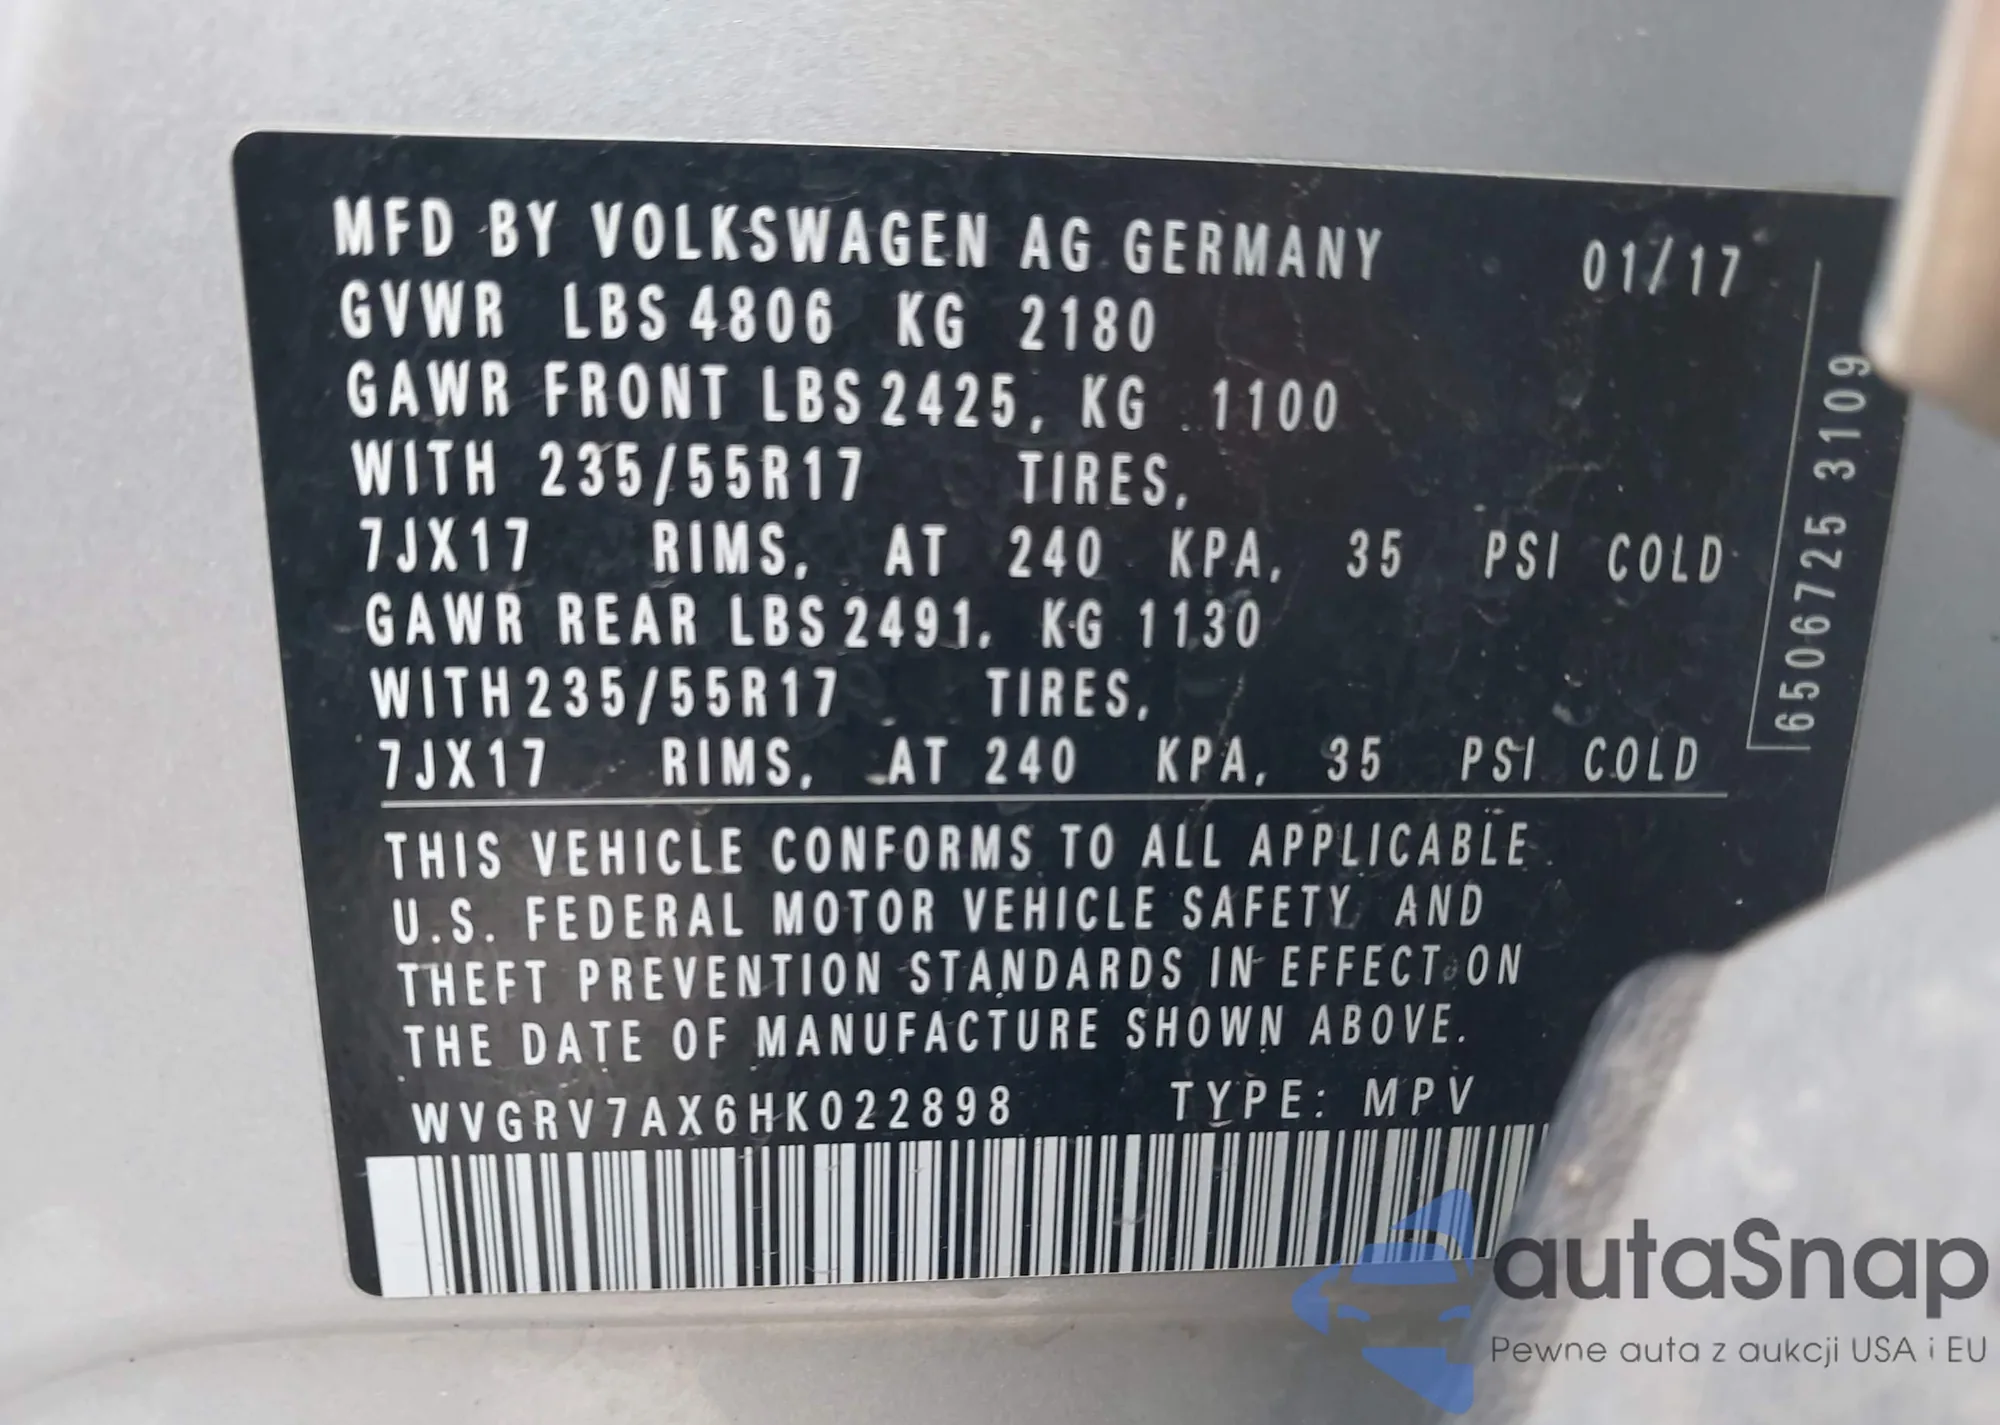 MFD BY VOLKSWAGEN AG GERMANY 01/17
GVWR LBS 4806 KG 2180
GAWR FRONT LBS 2425, KG 1100
WITH 235/55R17 TIRES,
7JX17 RIMS, AT 240 KPA, 35 PSI COLD
GAWR REAR LBS 2491, KG 1130
WITH 235/55R17 TIRES,
7JX17 RIMS, AT 240 KPA, 35 PSI COLD
THIS VEHICLE CONFORMS TO ALL APPLICABLE
U.S. FEDERAL MOTOR VEHICLE SAFETY AND
THEFT PREVENTION STANDARDS IN EFFECT ON
THE DATE OF MANUFACTURE SHOWN ABOVE.
WVGRV7AX6HK022898 TYPE: MPV
6506725 3109
autaSnap
Pewne auta z aukcji USA i EU